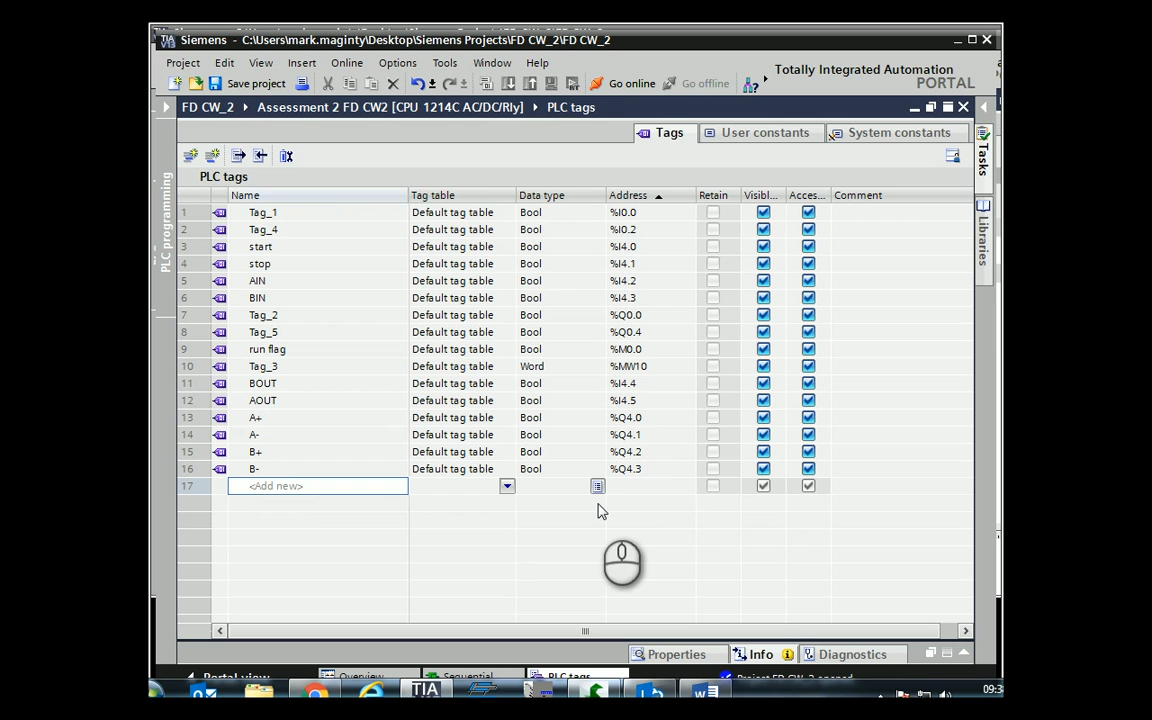 Siemens - C:\Users\mark.maginty\Desktop\Siemens Projects\FD CW_2\FD CW_2
Project Edit View Insert Online Options Tools Window Help
Totally Integrated Automation
PORTAL
Save project Go online Go offline
FD CW_2 Assessment 2 FD CW2 [CPU 1214C AC/DC/Rly] PLC tags
Tags User constants System constants
PLC tags
Name Tag table Data type Address Retain Visibl... Acces... Comment
1 Tag_1 Default tag table Bool %I0.0
2 Tag_4 Default tag table Bool %I0.2
3 start Default tag table Bool %I4.0
4 stop Default tag table Bool %I4.1
5 AIN Default tag table Bool %I4.2
6 BIN Default tag table Bool %I4.3
7 Tag_2 Default tag table Bool %Q0.0
8 Tag_5 Default tag table Bool %Q0.4
9 run flag Default tag table Bool %M0.0
10 Tag_3 Default tag table Word %MW10
11 BOUT Default tag table Bool %I4.4
12 AOUT Default tag table Bool %I4.5
13 A+ Default tag table Bool %Q4.0
14 A- Default tag table Bool %Q4.1
15 B+ Default tag table Bool %Q4.2
16 B- Default tag table Bool %Q4.3
17 <Add new>
PLC programming
Tasks
Libraries
Properties Info Diagnostics
Portal view Overview Sequential PLC tags Project FD CW_2 opened
TIA